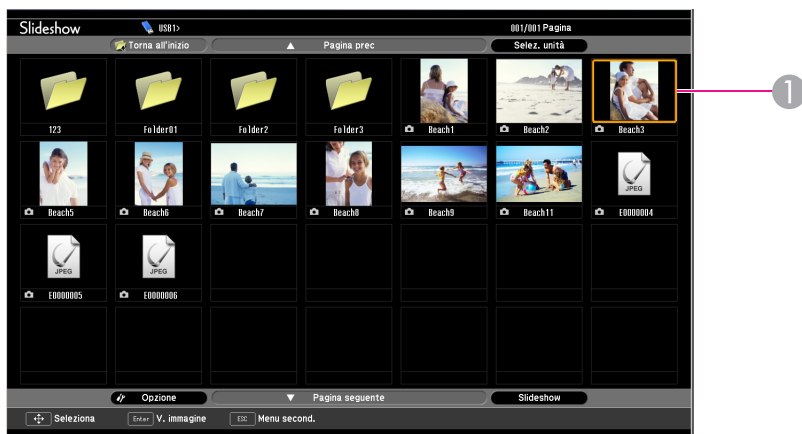 Slideshow USB1> 001/001 Pagina
Torna all'inizio Pagina prec Selez. unità
123 Folder01 Folder2 Folder3 Beach1 Beach2 Beach3
JPEG
Beach5 Beach6 Beach7 Beach8 Beach9 Beach11 E0000004
JPEG JPEG
E0000005 E0000006
Opzione Pagina seguente Slideshow
Seleziona Enter V. immagine ESC Menu second.
1